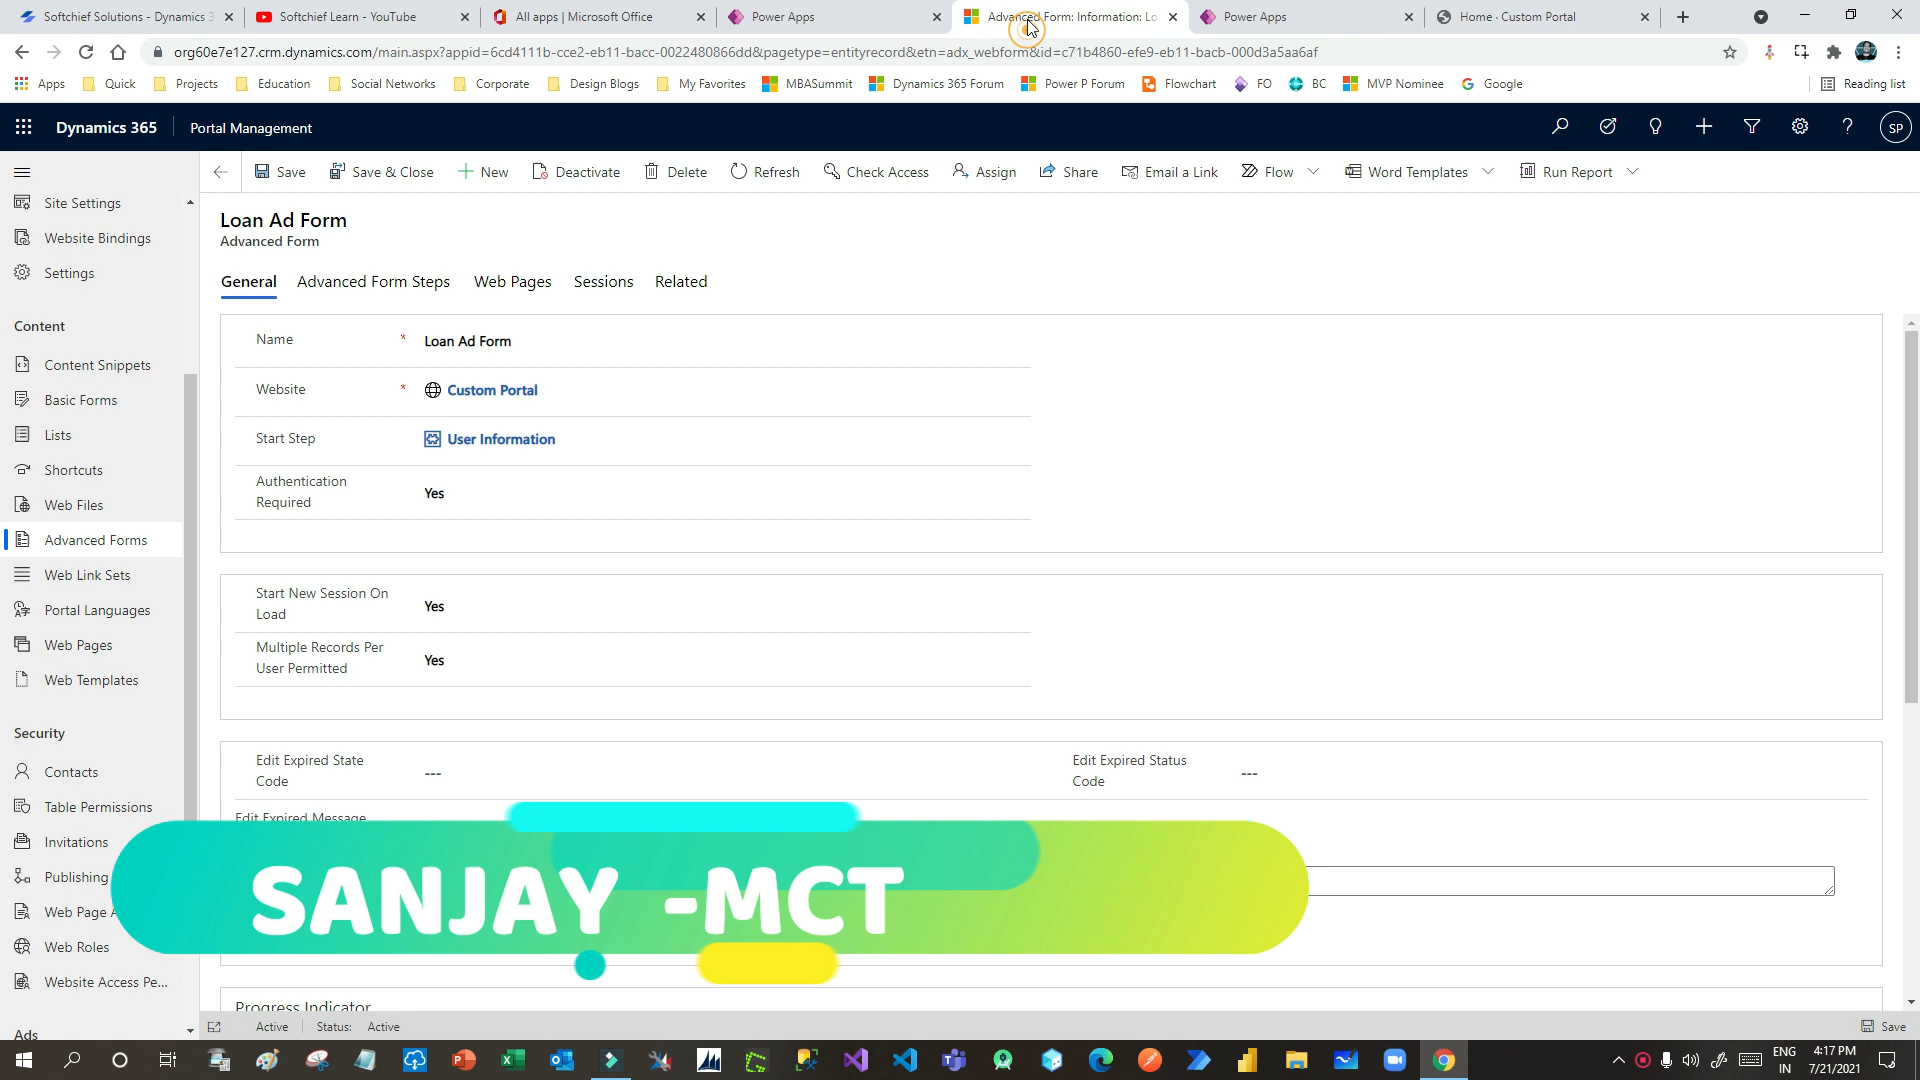 Softchief Solutions - Dynamics 3
Softchief Learn - YouTube
All apps | Microsoft Office
Power Apps
Advanced Form: Information: Lo
Power Apps
Home · Custom Portal
org60e7e127.crm.dynamics.com/main.aspx?appid=6cd4111b-cce2-eb11-bacc-0022480866dd&pagetype=entityrecord&etn=adx_webform&id=c71b4860-efe9-eb11-bacb-000d3a5aa6af
Apps
Quick
Projects
Education
Social Networks
Corporate
Design Blogs
My Favorites
MBASummit
Dynamics 365 Forum
Power P Forum
Flowchart
FO
BC
MVP Nominee
Google
Reading list
Dynamics 365
Portal Management
SP
Save
Save & Close
New
Deactivate
Delete
Refresh
Check Access
Assign
Share
Email a Link
Flow
Word Templates
Run Report
Site Settings
Website Bindings
Settings
Content
Content Snippets
Basic Forms
Lists
Shortcuts
Web Files
Advanced Forms
Web Link Sets
Portal Languages
Web Pages
Web Templates
Security
Contacts
Table Permissions
Invitations
Publishing
Web Page A
Web Roles
Website Access Pe...
Ads
Loan Ad Form
Advanced Form
General
Advanced Form Steps
Web Pages
Sessions
Related
Name * Loan Ad Form
Website * Custom Portal
Start Step User Information
Authentication Required Yes
Start New Session On Load Yes
Multiple Records Per User Permitted Yes
Edit Expired State Code ---
Edit Expired Status Code ---
Edit Expired Message
SANJAY -MCT
Progress Indicator
Active
Status: Active
Save
ENG
IN
4:17 PM
7/21/2021